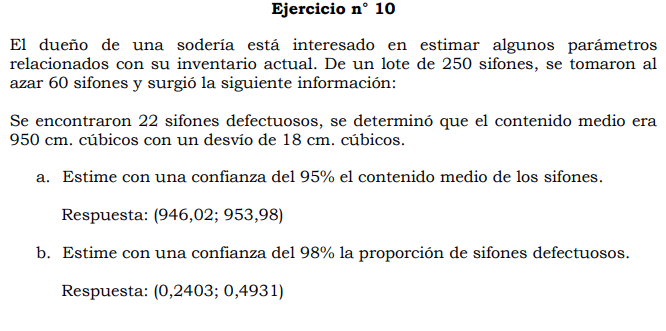 Ejercicio n° 10
El dueño de una sodería está interesado en estimar algunos parámetros
relacionados con su inventario actual. De un lote de 250 sifones, se tomaron al
azar 60 sifones y surgió la siguiente información:
Se encontraron 22 sifones defectuosos, se determinó que el contenido medio era
950 cm. cúbicos con un desvío de 18 cm. cúbicos.
a. Estime con una confianza del 95% el contenido medio de los sifones.
Respuesta: (946,02; 953,98)
b. Estime con una confianza del 98% la proporción de sifones defectuosos.
Respuesta: (0,2403; 0,4931)